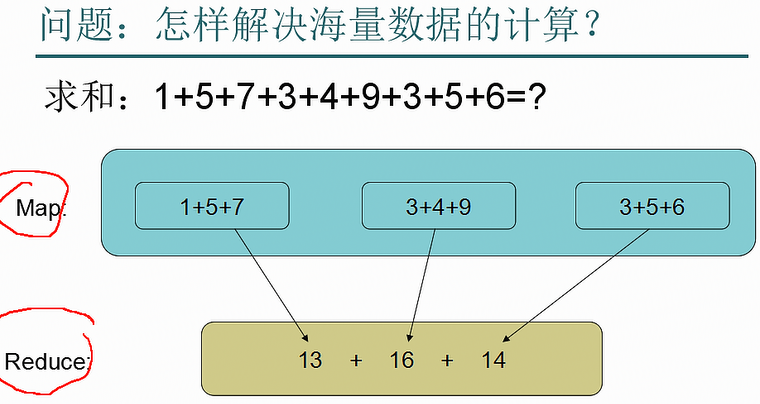 问题：怎样解决海量数据的计算？
求和：1+5+7+3+4+9+3+5+6=?
Map:
1+5+7
3+4+9
3+5+6
Reduce:
13 + 16 + 14